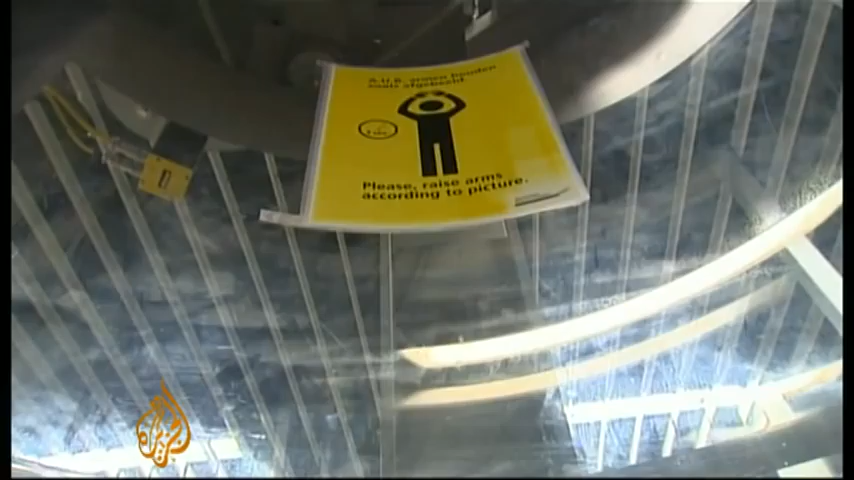 A.U.B. armen houden
zoals afgebeeld.
Please, raise arms
according to picture.
الجزيرة